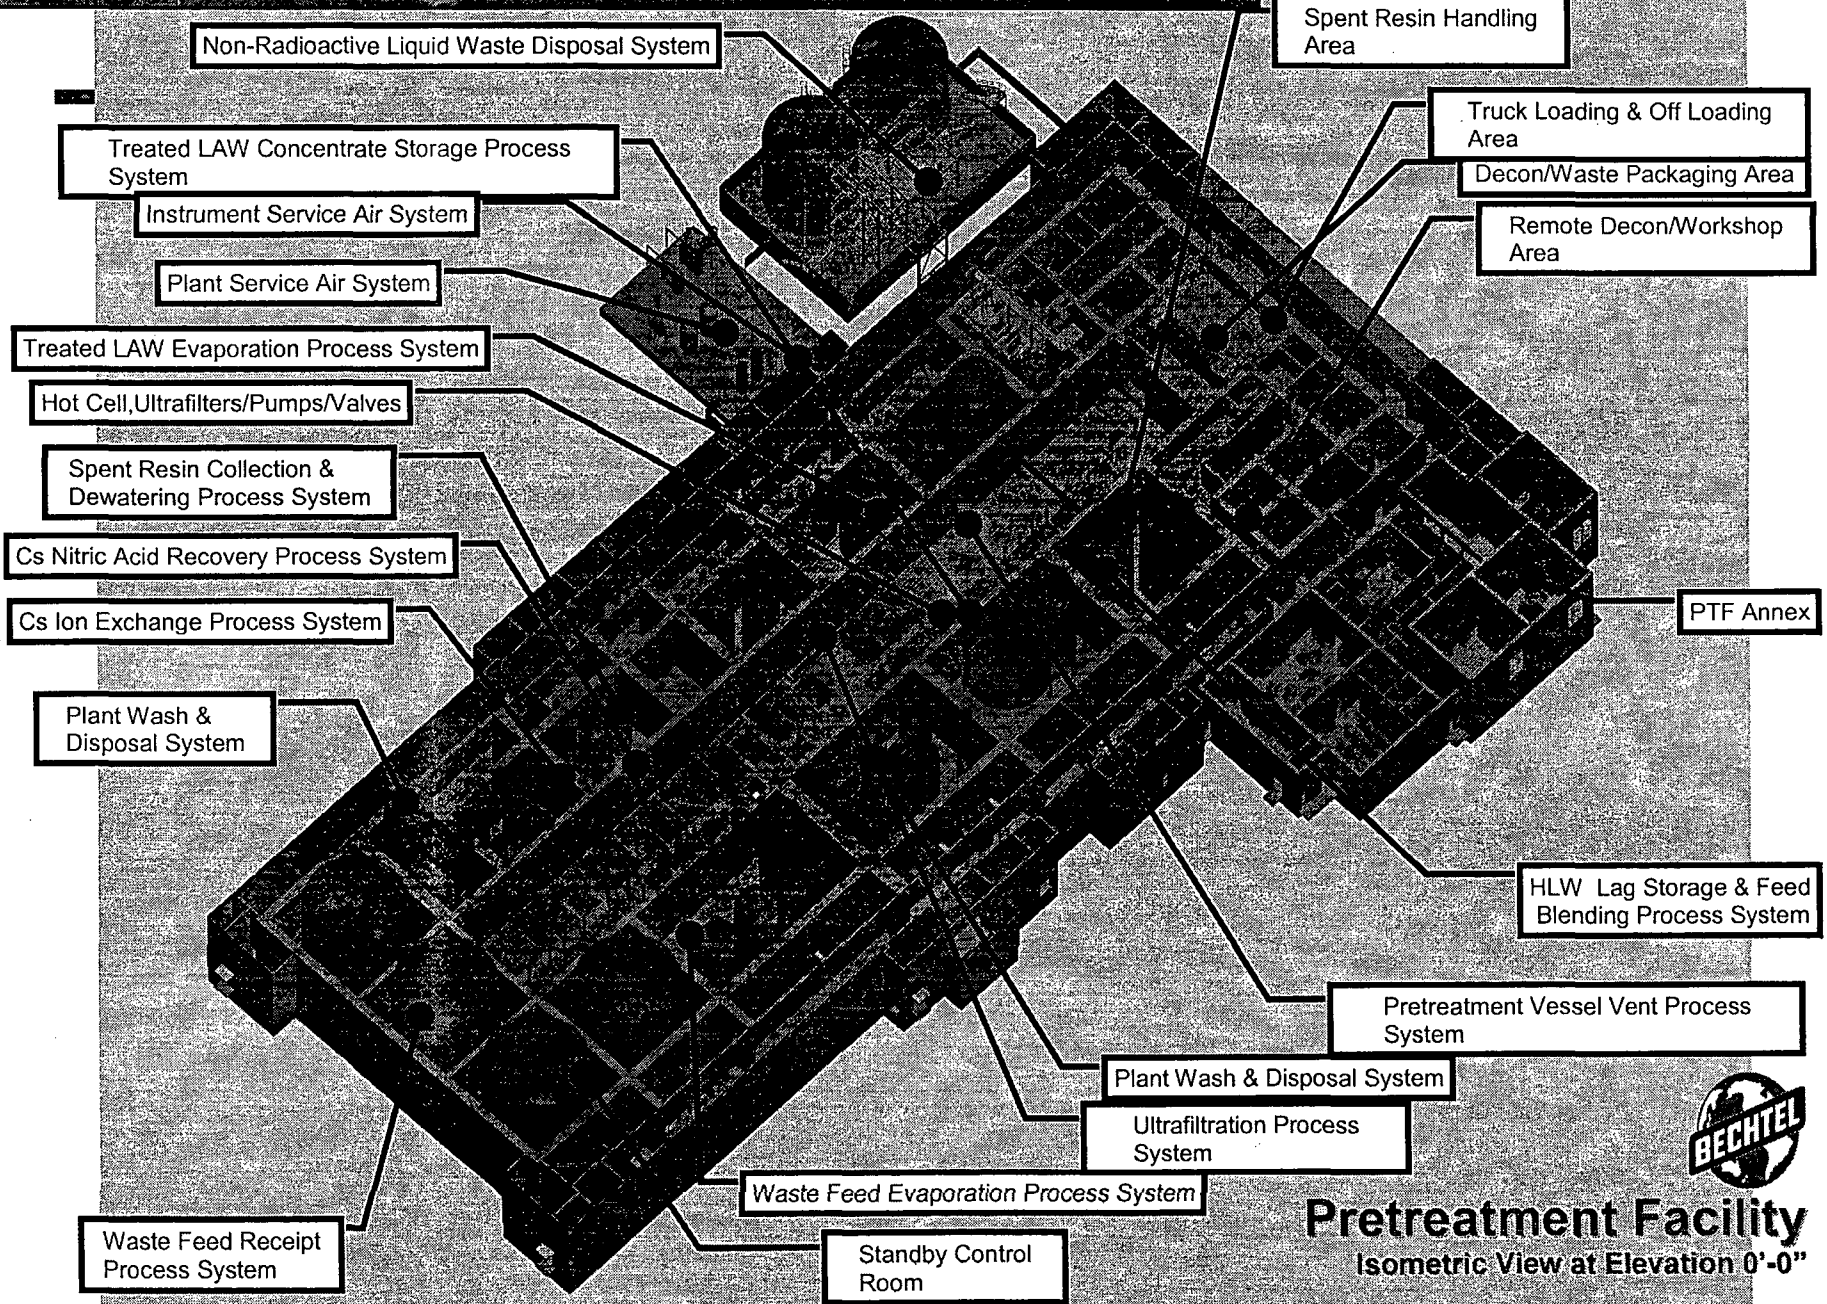 Spent Resin Handling
Area
Non-Radioactive Liquid Waste Disposal System
Truck Loading & Off Loading
Area
Treated LAW Concentrate Storage Process
System
Decon/Waste Packaging Area
Instrument Service Air System
Remote Decon/Workshop
Area
Plant Service Air System
Treated LAW Evaporation Process System
Hot Cell,Ultrafilters/Pumps/Valves
Spent Resin Collection &
Dewatering Process System
Cs Nitric Acid Recovery Process System
Cs Ion Exchange Process System
PTF Annex
Plant Wash &
Disposal System
HLW Lag Storage & Feed
Blending Process System
Pretreatment Vessel Vent Process
System
Plant Wash & Disposal System
Ultrafiltration Process
System
BECHTEL
Waste Feed Evaporation Process System
Pretreatment Facility
Isometric View at Elevation 0'-0"
Waste Feed Receipt
Process System
Standby Control
Room